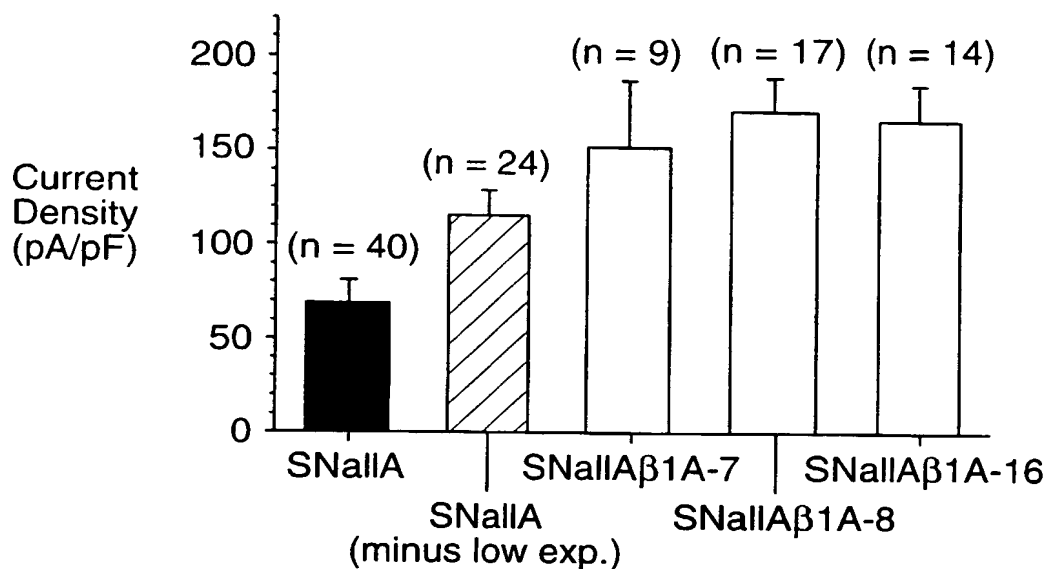 200
150
100
50
0
Current
Density
(pA/pF)
(n = 40)
(n = 24)
(n = 9)
(n = 17)
(n = 14)
SNaIIA
SNaIIA
(minus low exp.)
SNaIIAβ1A-7
SNaIIAβ1A-8
SNaIIAβ1A-16